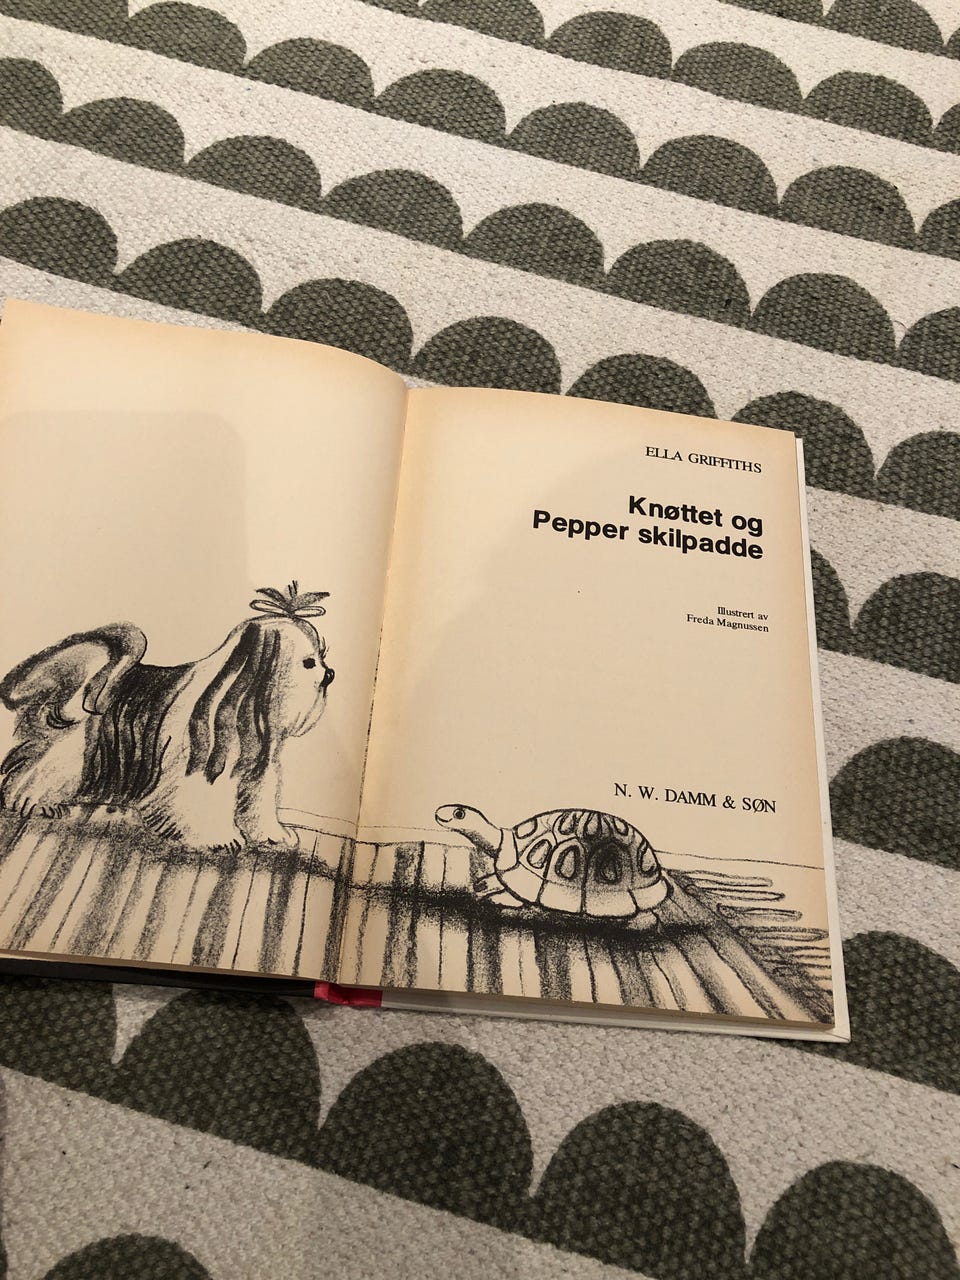 ELLA GRIFFITHS
Knøttet og
Pepper skilpadde
Illustrert av
Freda Magnussen
N. W. DAMM & SØN